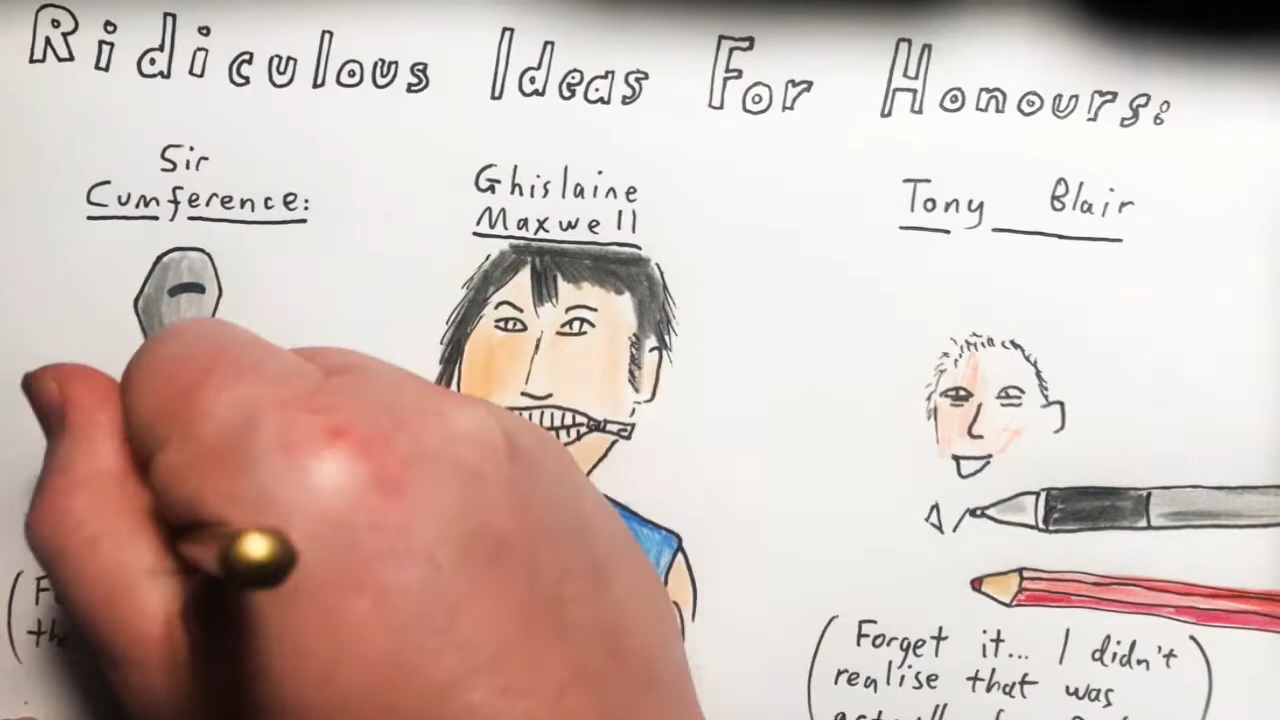 Ridiculous Ideas For Honours:
Sir
Cumference:
Ghislaine
Maxwell
Tony Blair
(Forget it... I didn't)
realise that was